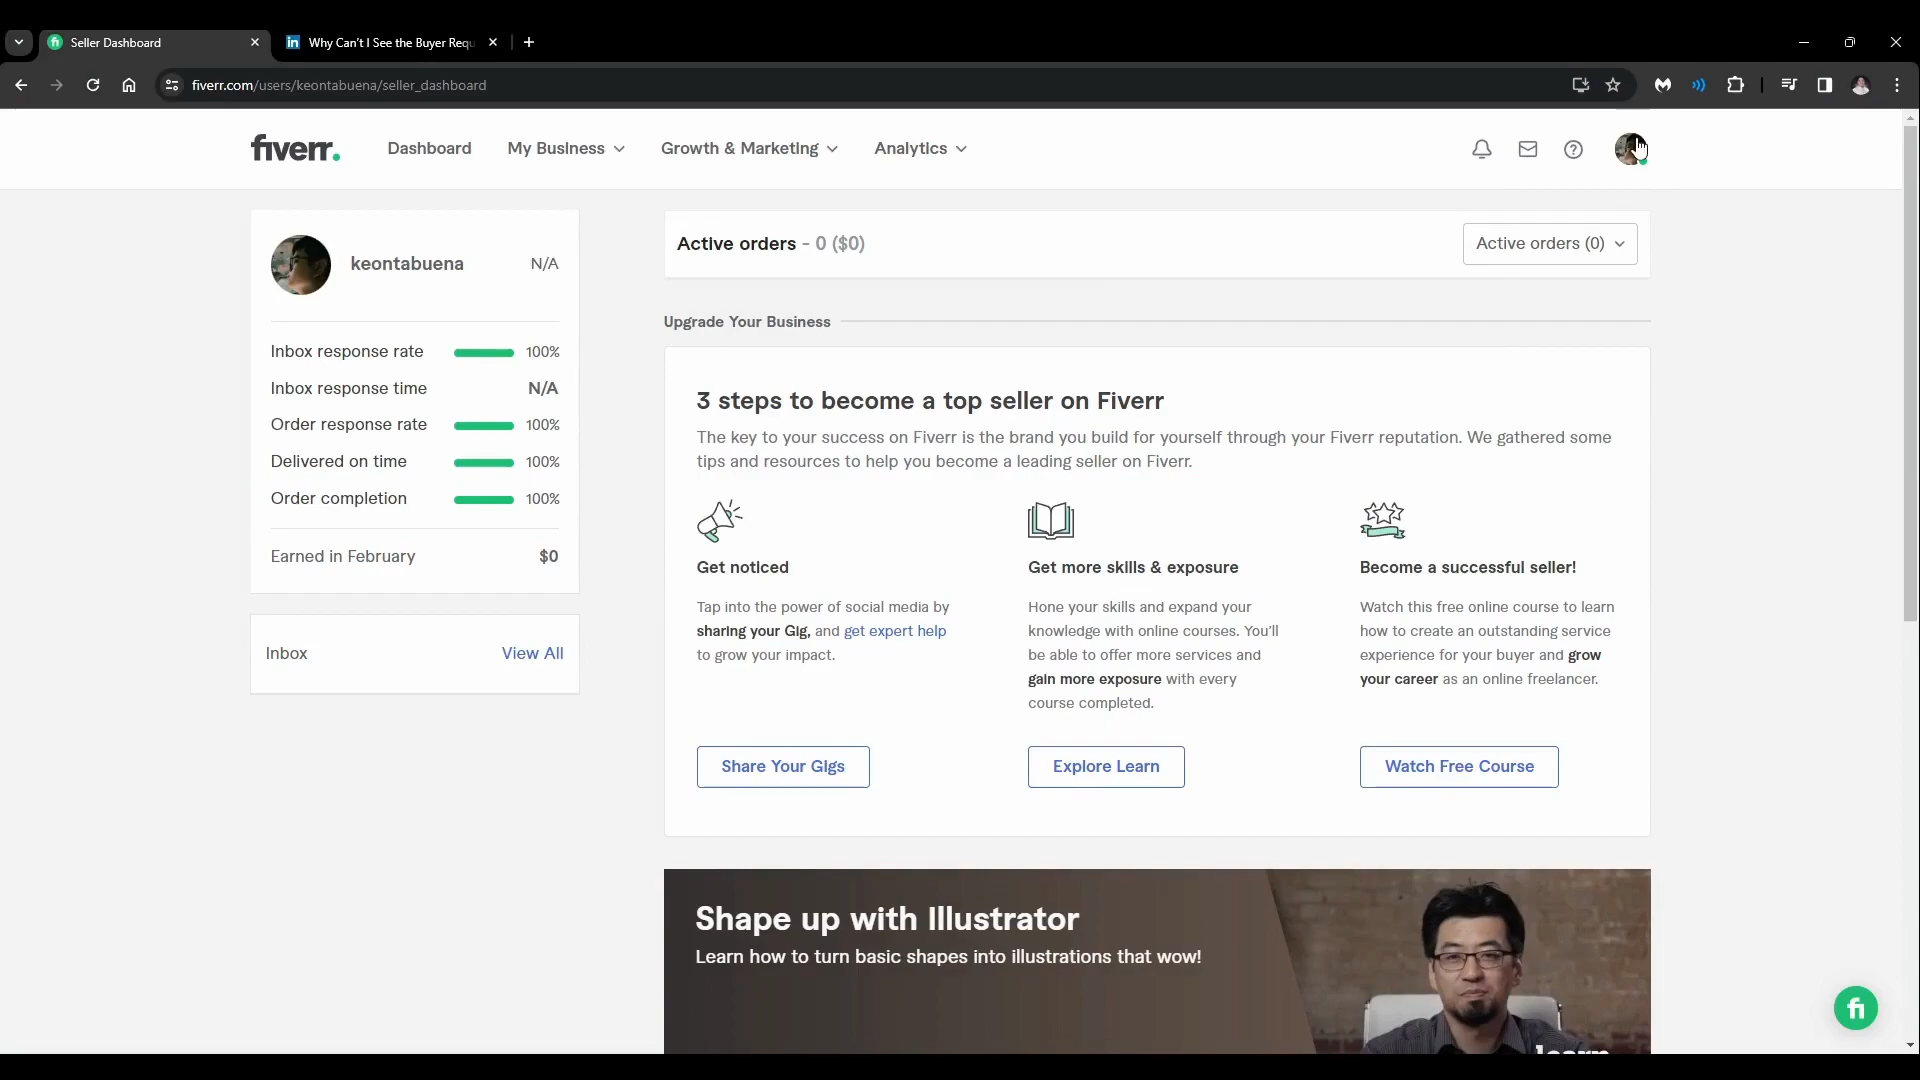 Seller Dashboard
Why Can't I See the Buyer Requ
fiverr.com/users/keontabuena/seller_dashboard
fiverr.
Dashboard
My Business
Growth & Marketing
Analytics
keontabuena
N/A
Inbox response rate 100%
Inbox response time N/A
Order response rate 100%
Delivered on time 100%
Order completion 100%
Earned in February $0
Inbox View All
Active orders - 0 ($0)
Active orders (0)
Upgrade Your Business
3 steps to become a top seller on Fiverr
The key to your success on Fiverr is the brand you build for yourself through your Fiverr reputation. We gathered some
tips and resources to help you become a leading seller on Fiverr.
Get noticed
Tap into the power of social media by
sharing your Gig, and get expert help
to grow your impact.
Share Your Gigs
Get more skills & exposure
Hone your skills and expand your
knowledge with online courses. You'll
be able to offer more services and
gain more exposure with every
course completed.
Explore Learn
Become a successful seller!
Watch this free online course to learn
how to create an outstanding service
experience for your buyer and grow
your career as an online freelancer.
Watch Free Course
Shape up with Illustrator
Learn how to turn basic shapes into illustrations that wow!
learn
fi